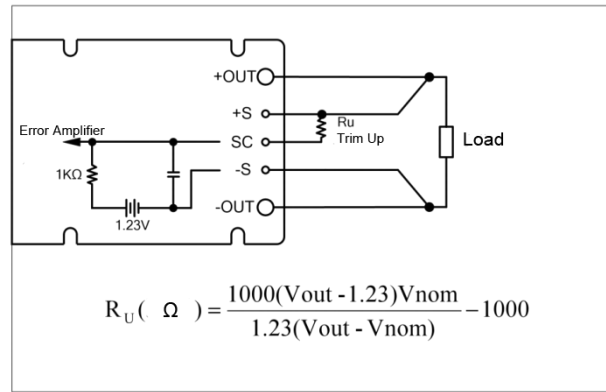 +OUT
+S
Ru
Error Amplifier
SC
Trim Up
Load
-S
1KΩ
-OUT
1.23V
R_U( Ω ) = 1000(Vout -1.23)Vnom / 1.23(Vout - Vnom) −1000